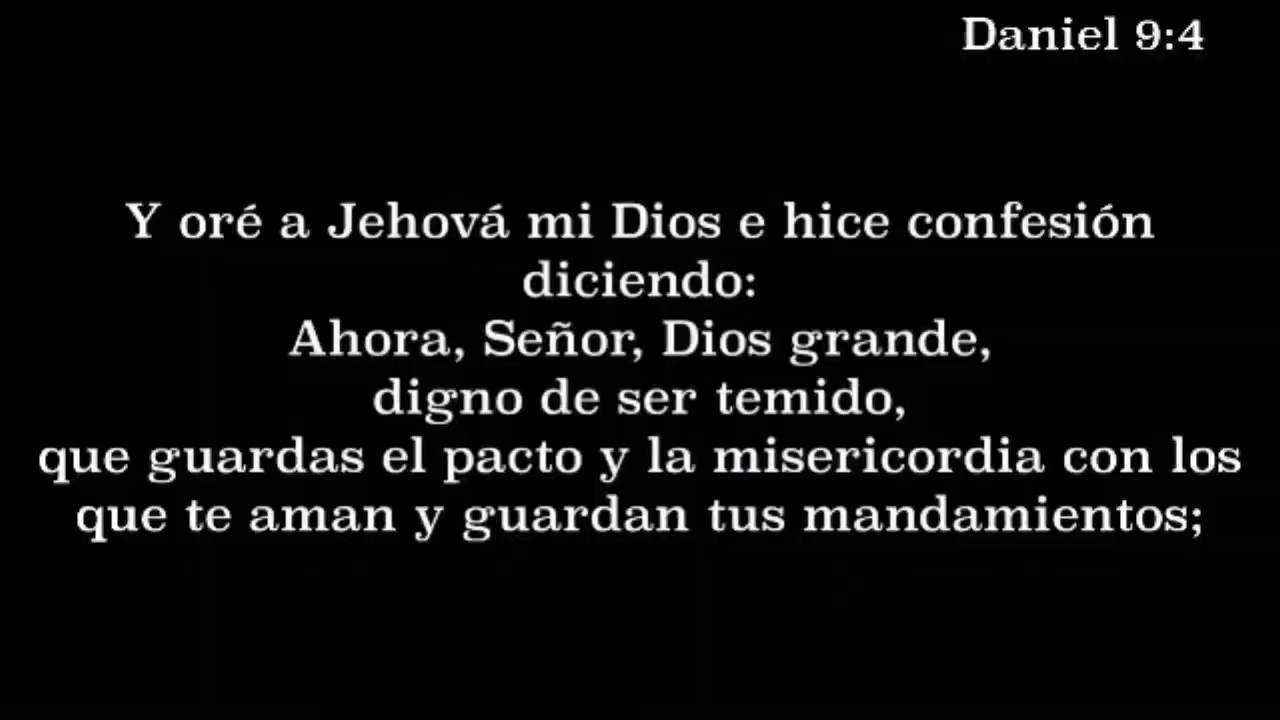 Daniel 9:4
Y oré a Jehová mi Dios e hice confesión
diciendo:
Ahora, Señor, Dios grande,
digno de ser temido,
que guardas el pacto y la misericordia con los
que te aman y guardan tus mandamientos;